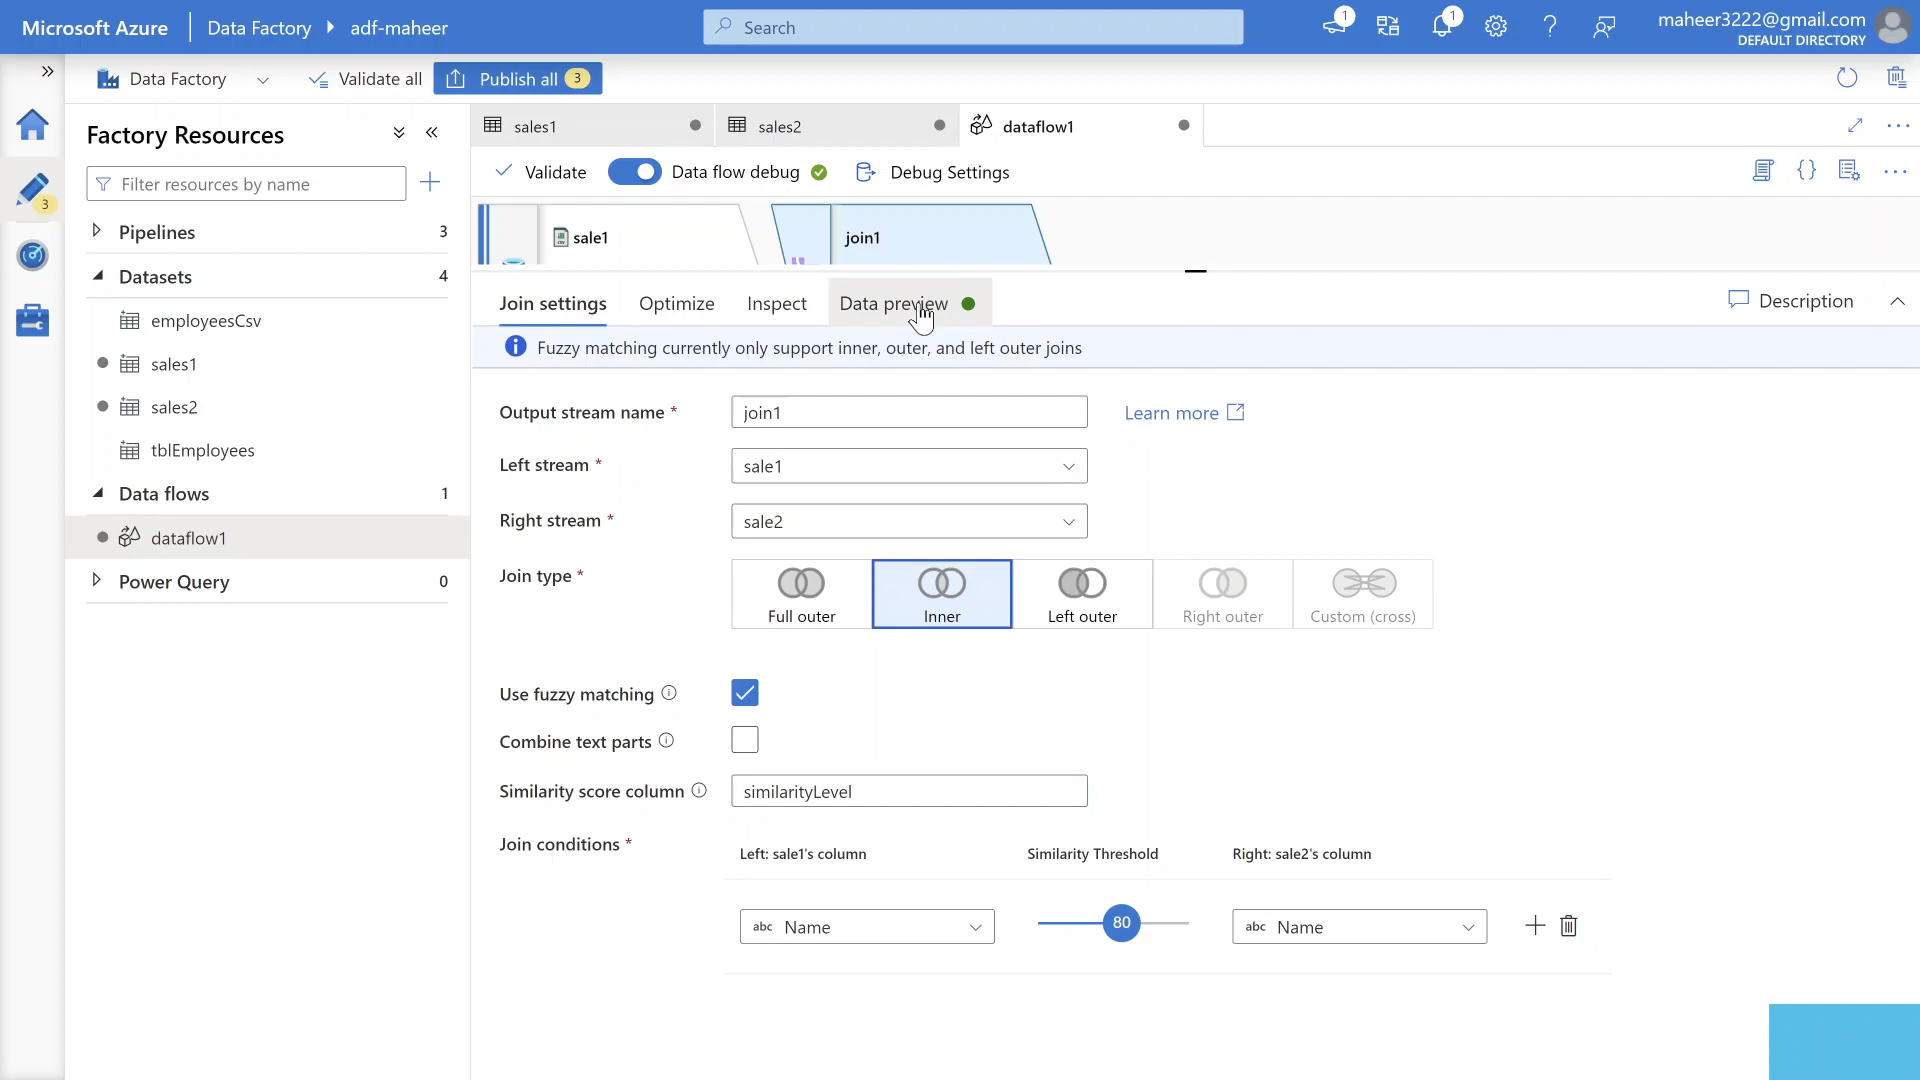 Microsoft Azure
Data Factory
adf-maheer
Search
1
1
maheer3222@gmail.com
DEFAULT DIRECTORY
Data Factory
Validate all
Publish all 3
3
Factory Resources
Filter resources by name
Pipelines 3
Datasets 4
employeesCsv
sales1
sales2
tblEmployees
Data flows 1
dataflow1
Power Query 0
sales1
sales2
dataflow1
Validate
Data flow debug
Debug Settings
sale1
join1
Join settings
Optimize
Inspect
Data preview
Description
Fuzzy matching currently only support inner, outer, and left outer joins
Output stream name * join1 Learn more
Left stream * sale1
Right stream * sale2
Join type *
Full outer
Inner
Left outer
Right outer
Custom (cross)
Use fuzzy matching
Combine text parts
Similarity score column similarityLevel
Join conditions *
Left: sale1's column
Similarity Threshold
Right: sale2's column
abc Name
80
abc Name